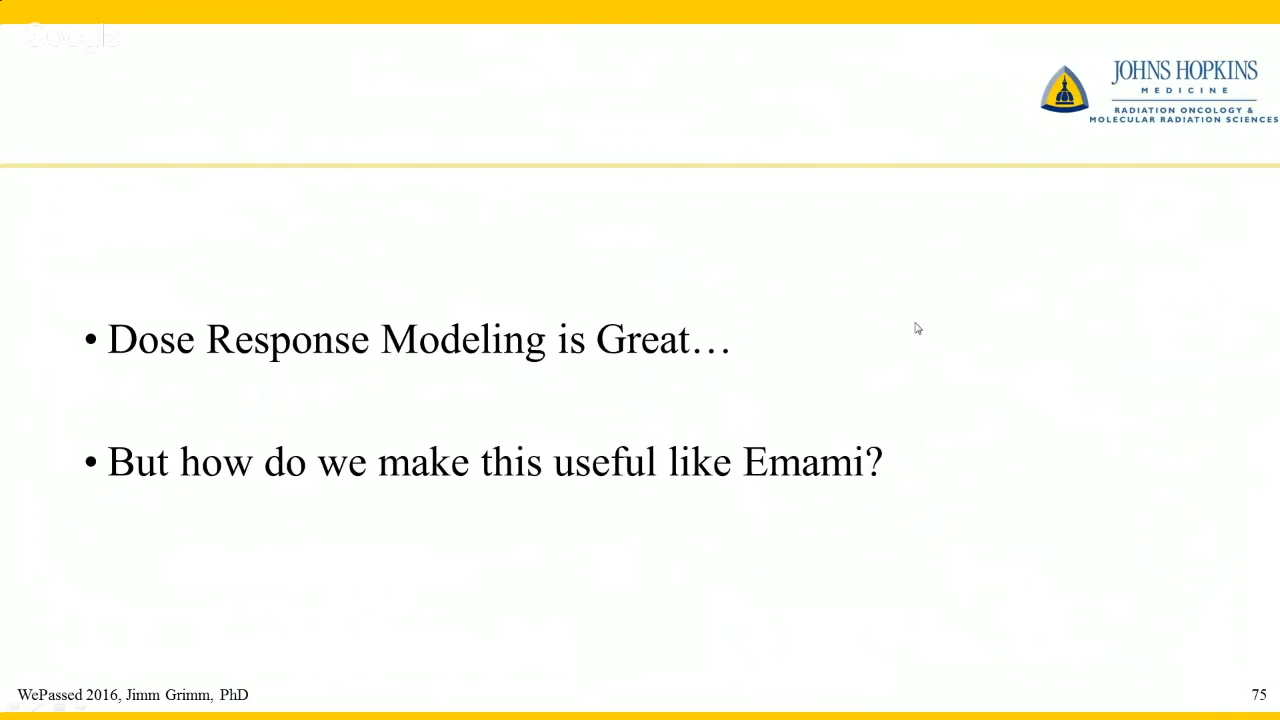 Google
JOHNS HOPKINS
MEDICINE
RADIATION ONCOLOGY &
MOLECULAR RADIATION SCIENCES
• Dose Response Modeling is Great…
• But how do we make this useful like Emami?
WePassed 2016, Jimm Grimm, PhD
75